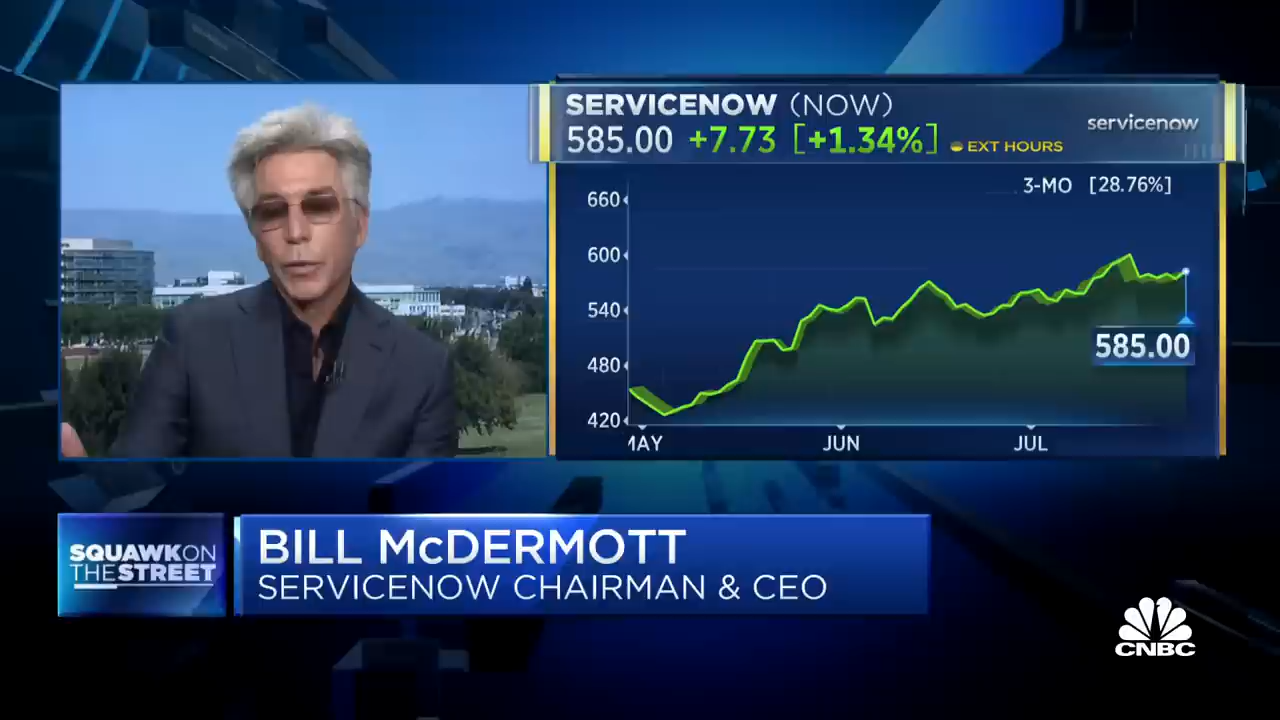 SERVICENOW (NOW)
585.00 +7.73 [+1.34%] EXT HOURS
servicenow
3-MO [28.76%]
660
600
540
480
420
585.00
MAY JUN JUL
SQUAWK ON
THE STREET
BILL McDERMOTT
SERVICENOW CHAIRMAN & CEO
CNBC